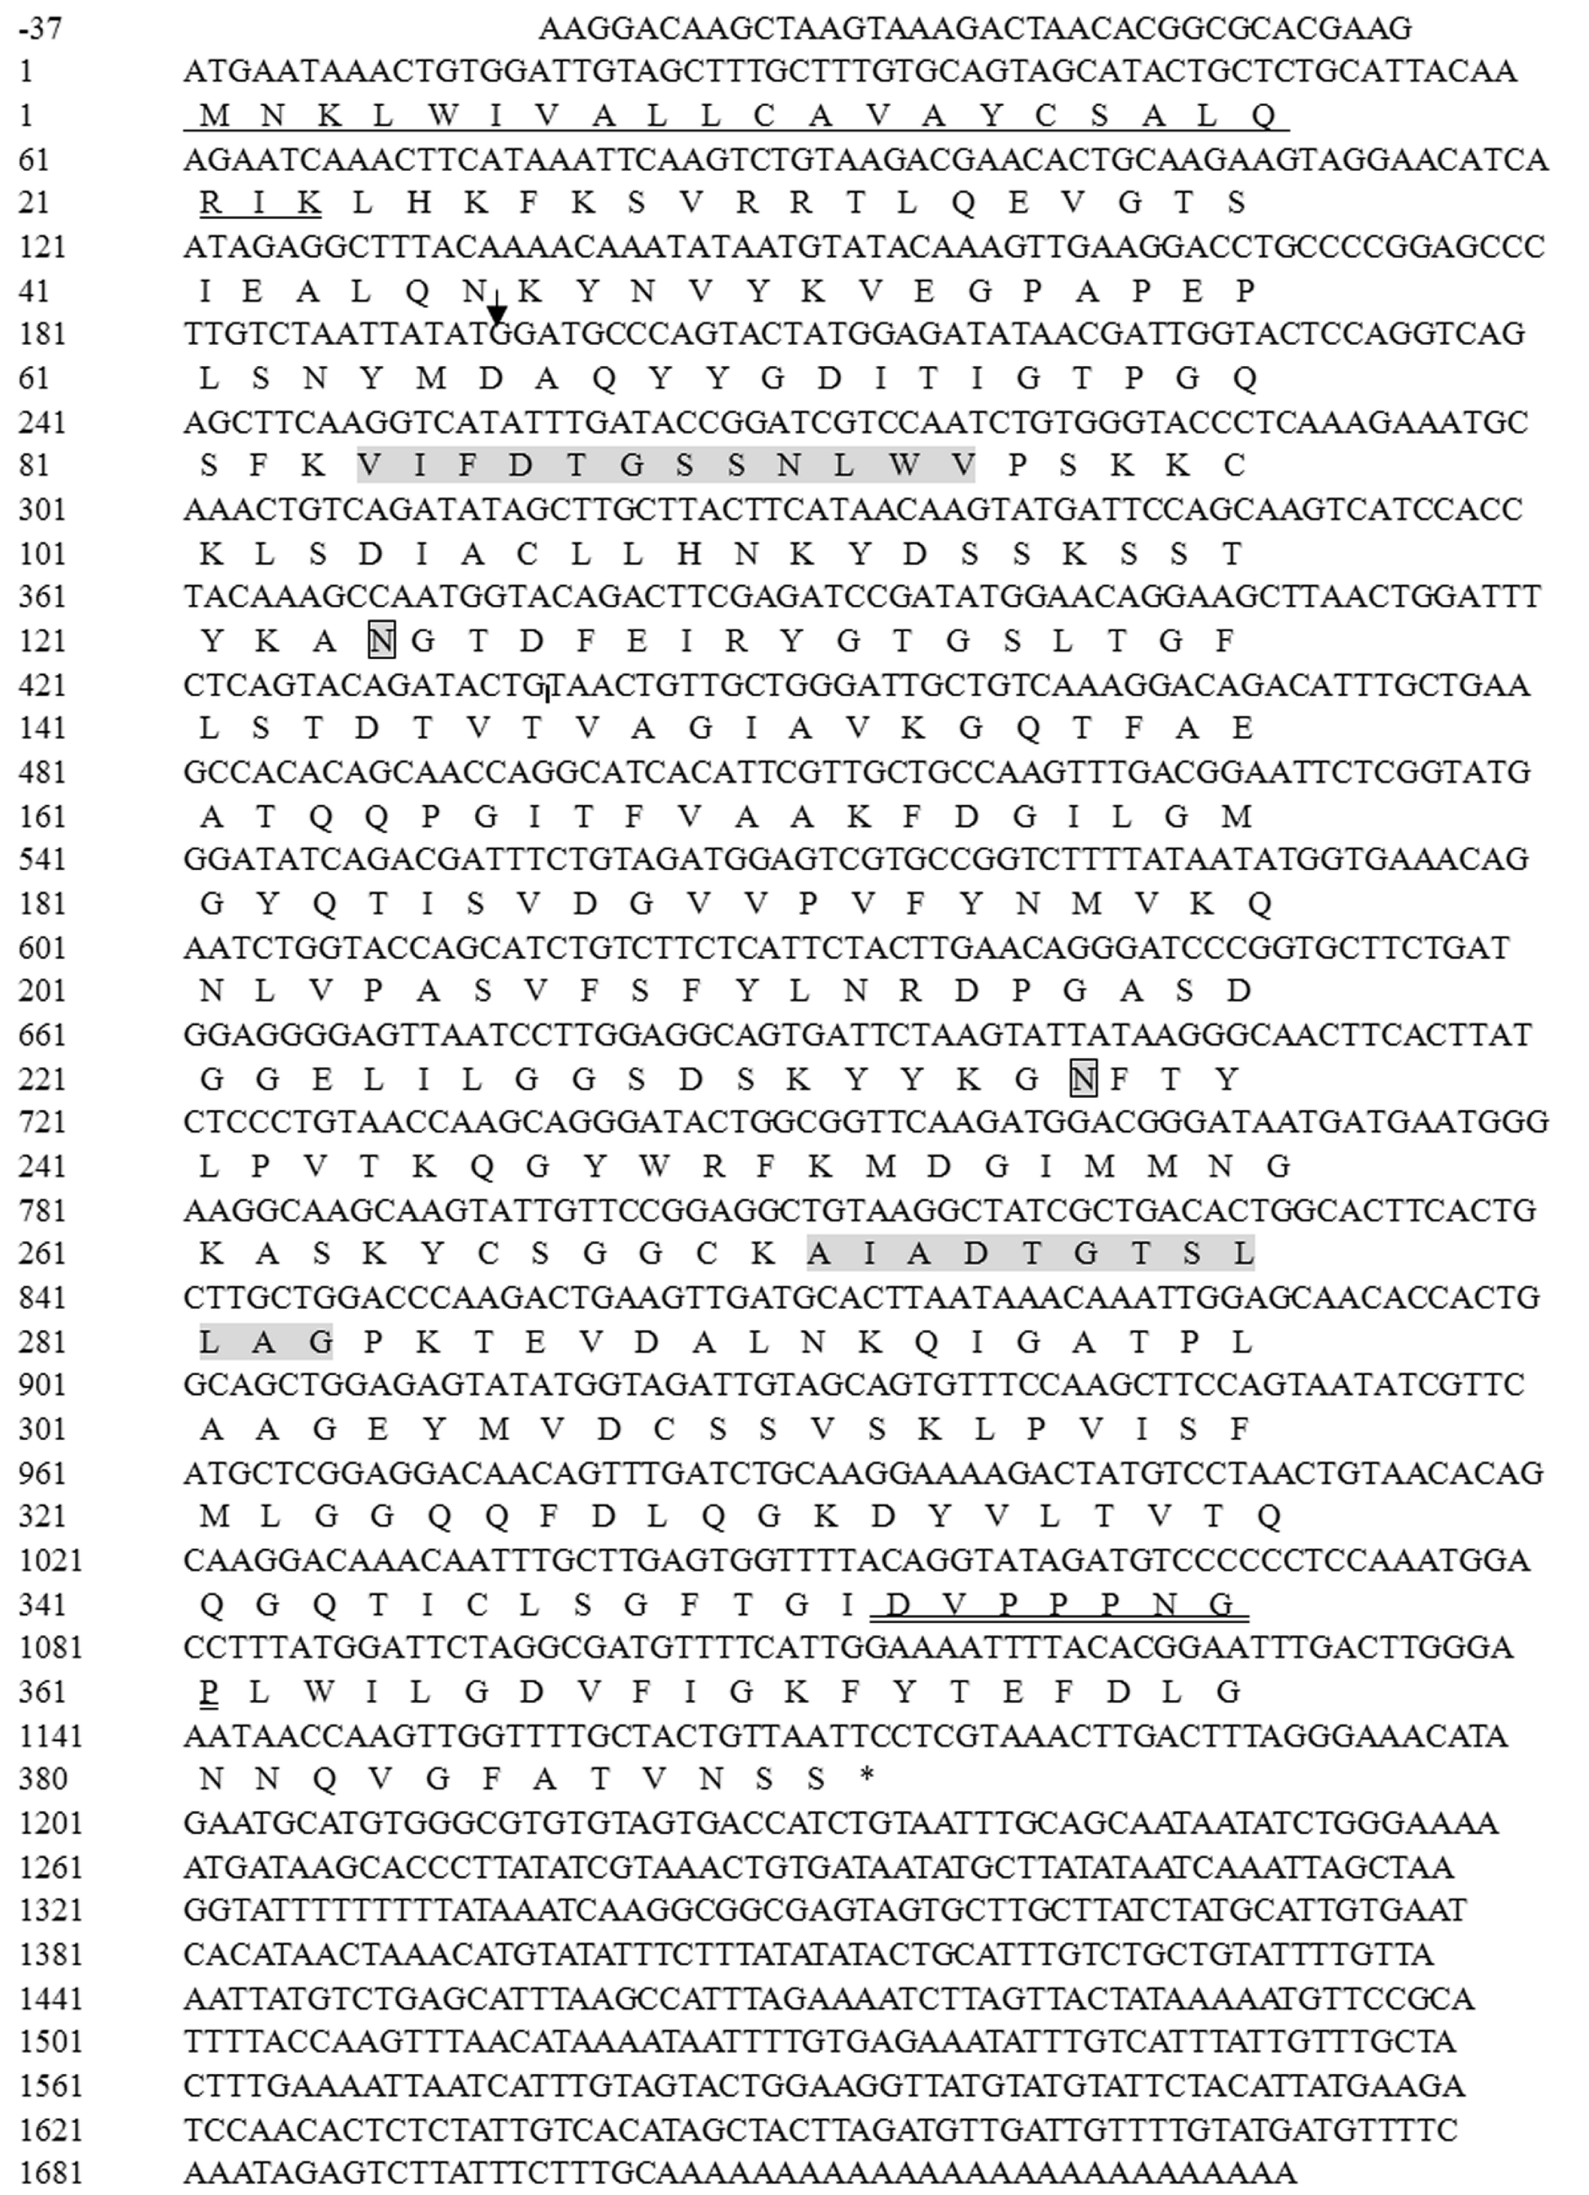 -37 AAGGACAAGCTAAGTAAAGACTAACACGGCGCACGAAG
1 ATGAATAAACTGTGGATTGTAGCTTTGCTTTGTGCAGTAGCATACTGCTCTGCATTACAA
1 M N K L W I V A L L C A V A Y C S A L Q
61 AGAATCAAACTTCATAAATTCAAGTCTGTAAGACGAACACTGCAAGAAGTAGGAACATCA
21 R I K L H K F K S V R R T L Q E V G T S
121 ATAGAGGCTTTACAAAACAAATATAATGTATACAAAGTTGAAGGACCTGCCCCGGAGCCC
41 I E A L Q N K Y N V Y K V E G P A P E P
181 TTGTCTAATTATATGGATGCCCAGTACTATGGAGATATAACGATTGGTACTCCAGGTCAG
61 L S N Y M D A Q Y Y G D I T I G T P G Q
241 AGCTTCAAGGTCATATTTGATACCGGATCGTCCAATCTGTGGGTACCCTCAAAGAAATGC
81 S F K V I F D T G S S N L W V P S K K C
301 AAACTGTCAGATATAGCTTGCTTACTTCATAACAAGTATGATTCCAGCAAGTCATCCACC
101 K L S D I A C L L H N K Y D S S K S S T
361 TACAAAGCCAATGGTACAGACTTCGAGATCCGATATGGAACAGGAAGCTTAACTGGATTT
121 Y K A N G T D F E I R Y G T G S L T G F
421 CTCAGTACAGATACTGTAACTGTTGCTGGGATTGCTGTCAAAGGACAGACATTTGCTGAA
141 L S T D T V T V A G I A V K G Q T F A E
481 GCCACACAGCAACCAGGCATCACATTCGTTGCTGCCAAGTTTGACGGAATTCTCGGTATG
161 A T Q Q P G I T F V A A K F D G I L G M
541 GGATATCAGACGATTTCTGTAGATGGAGTCGTGCCGGTCTTTTATAATATGGTGAAACAG
181 G Y Q T I S V D G V V P V F Y N M V K Q
601 AATCTGGTACCAGCATCTGTCTTCTCATTCTACTTGAACAGGGATCCCGGTGCTTCTGAT
201 N L V P A S V F S F Y L N R D P G A S D
661 GGAGGGGAGTTAATCCTTGGAGGCAGTGATTCTAAGTATTATAAGGGCAACTTCACTTAT
221 G G E L I L G G S D S K Y Y K G N F T Y
721 CTCCCTGTAACCAAGCAGGGATACTGGCGGTTCAAGATGGACGGGATAATGATGAATGGG
241 L P V T K Q G Y W R F K M D G I M M N G
781 AAGGCAAGCAAGTATTGTTCCGGAGGCTGTAAGGCTATCGCTGACACTGGCACTTCACTG
261 K A S K Y C S G G C K A I A D T G T S L
841 CTTGCTGGACCCAAGACTGAAGTTGATGCACTTAATAAACAAATTGGAGCAACACCACTG
281 L A G P K T E V D A L N K Q I G A T P L
901 GCAGCTGGAGAGTATATGGTAGATTGTAGCAGTGTTTCCAAGCTTCCAGTAATATCGTTC
301 A A G E Y M V D C S S V S K L P V I S F
961 ATGCTCGGAGGACAACAGTTTGATCTGCAAGGAAAAGACTATGTCCTAACTGTAACACAG
321 M L G G Q Q F D L Q G K D Y V L T V T Q
1021 CAAGGACAAACAATTTGCTTGAGTGGTTTTACAGGTATAGATGTCCCCCCTCCAAATGGA
341 Q G Q T I C L S G F T G I D V P P P N G
1081 CCTTTATGGATTCTAGGCGATGTTTTCATTGGAAAATTTTACACGGAATTTGACTTGGGA
361 P L W I L G D V F I G K F Y T E F D L G
1141 AATAACCAAGTTGGTTTTGCTACTGTTAATTCCTCGTAAACTTGACTTTAGGGAAACATA
380 N N Q V G F A T V N S S *
1201 GAATGCATGTGGGCGTGTGTAGTGACCATCTGTAATTTGCAGCAATAATATCTGGGAAAA
1261 ATGATAAGCACCCTTATATCGTAAACTGTGATAATATGCTTATATAATCAAATTAGCTAA
1321 GGTATTTTTTTTTATAAATCAAGGCGGCGAGTAGTGCTTGCTTATCTATGCATTGTGAAT
1381 CACATAACTAAACATGTATATTTCTTTATATATACTGCATTTGTCTGCTGTATTTTGTTA
1441 AATTATGTCTGAGCATTTAAGCCATTTAGAAAATCTTAGTTACTATAAAAATGTTCCGCA
1501 TTTTACCAAGTTTAACATAAAATAATTTTGTGAGAAATATTTGTCATTTATTGTTTGCTA
1561 CTTTGAAAATTAATCATTTGTAGTACTGGAAGGTTATGTATGTATTCTACATTATGAAGA
1621 TCCAACACTCTCTATTGTCACATAGCTACTTAGATGTTGATTGTTTTGTATGATGTTTTC
1681 AAATAGAGTCTTATTTCTTTGCAAAAAAAAAAAAAAAAAAAAAAAAAAAA